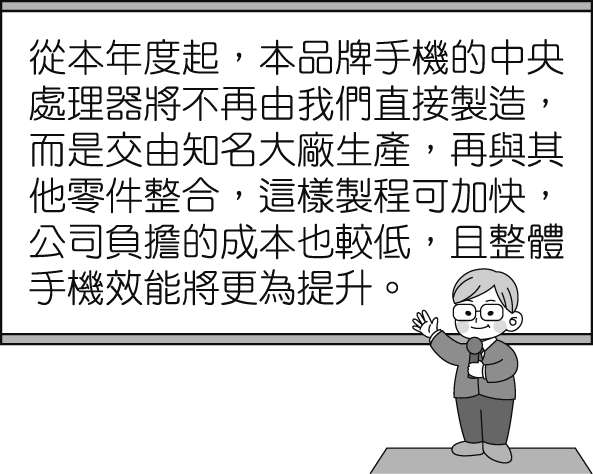 從本年度起，本品牌手機的中央
處理器將不再由我們直接製造，
而是交由知名大廠生產，再與其
他零件整合，這樣製程可加快，
公司負擔的成本也較低，且整體
手機效能將更為提升。